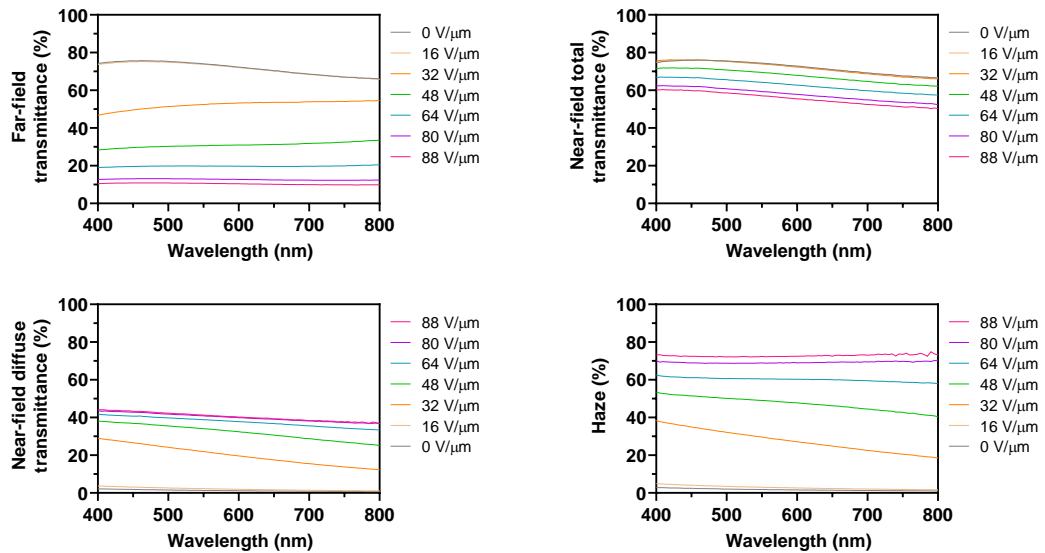 Far-field
transmittance (%)
100
80
60
40
20
0
400 500 600 700 800
Wavelength (nm)
0 V/μm
16 V/μm
32 V/μm
48 V/μm
64 V/μm
80 V/μm
88 V/μm
Near-field total
transmittance (%)
100
80
60
40
20
0
400 500 600 700 800
Wavelength (nm)
0 V/μm
16 V/μm
32 V/μm
48 V/μm
64 V/μm
80 V/μm
88 V/μm
Near-field diffuse
transmittance (%)
100
80
60
40
20
0
400 500 600 700 800
Wavelength (nm)
88 V/μm
80 V/μm
64 V/μm
48 V/μm
32 V/μm
16 V/μm
0 V/μm
Haze (%)
100
80
60
40
20
0
400 500 600 700 800
Wavelength (nm)
88 V/μm
80 V/μm
64 V/μm
48 V/μm
32 V/μm
16 V/μm
0 V/μm